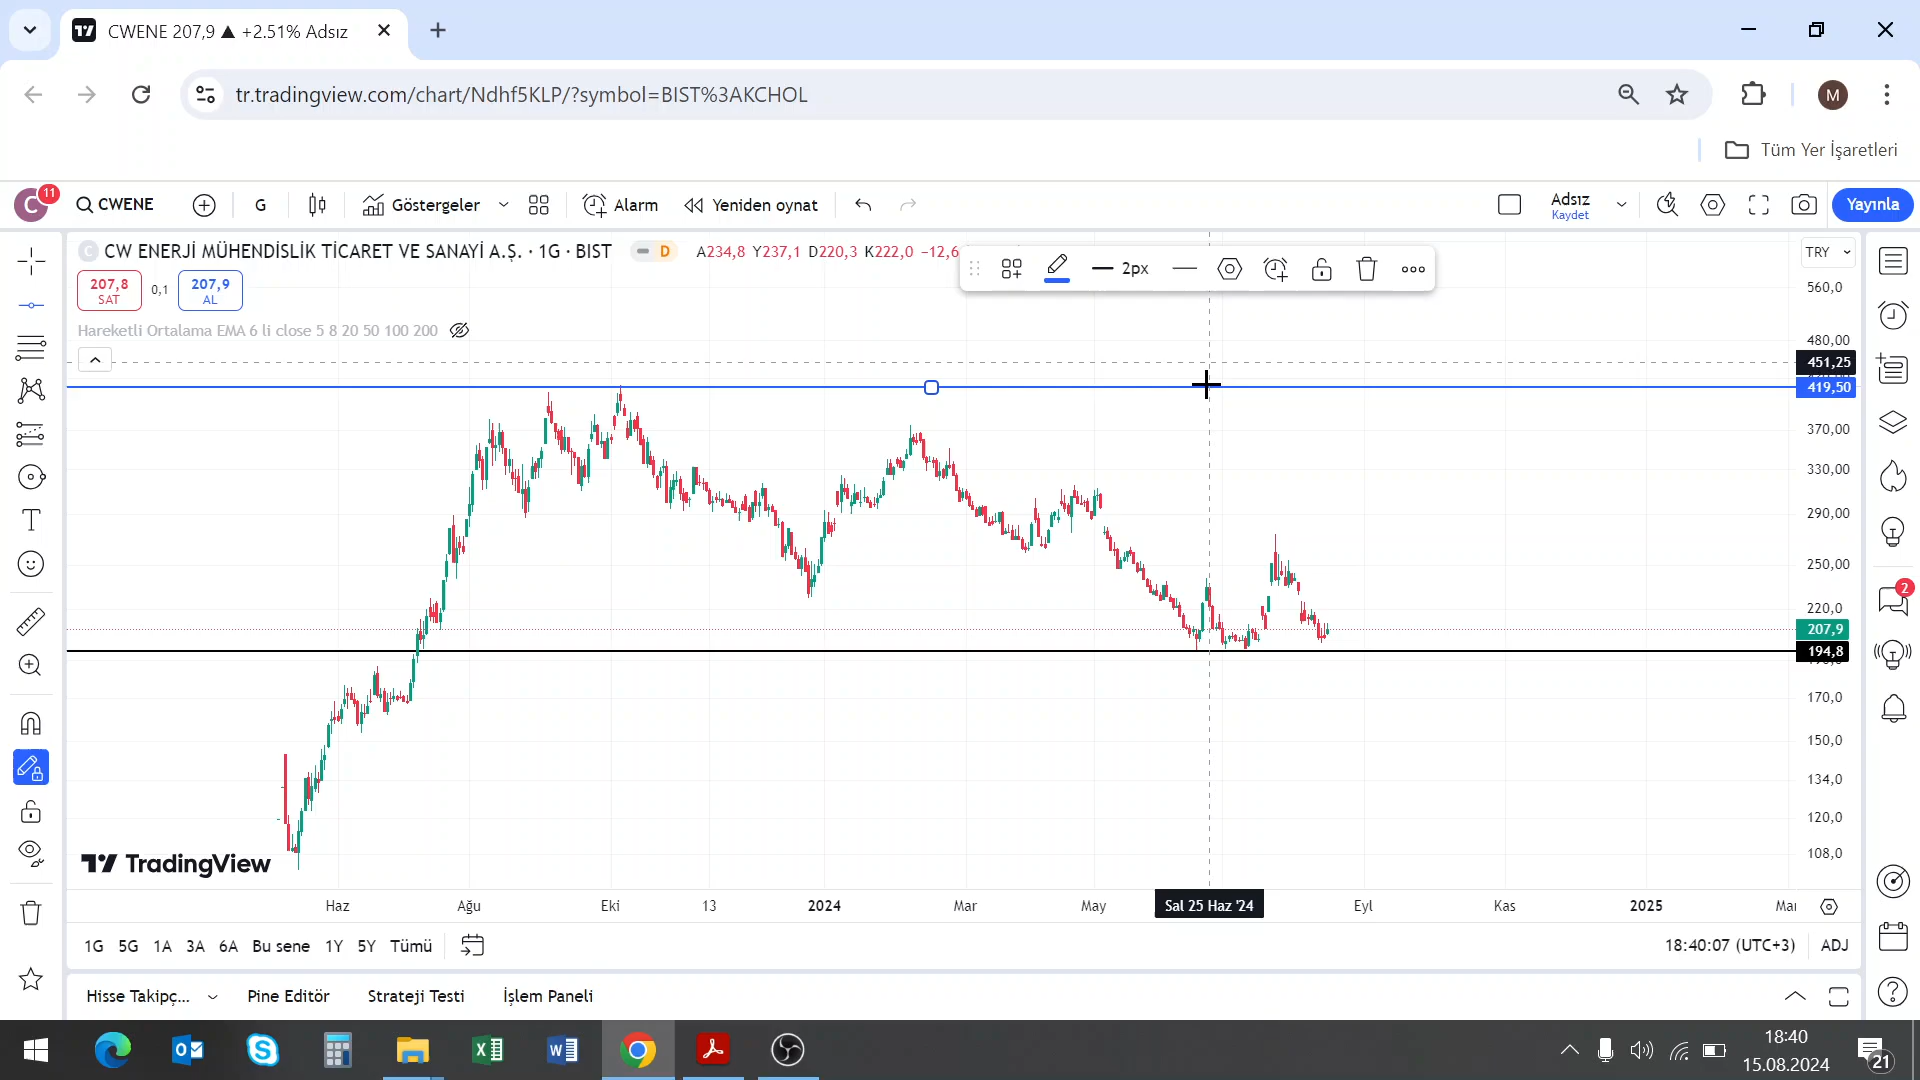 CWENE 207,9 ▲ +2.51% Adsız
tr.tradingview.com/chart/Ndhf5KLP/?symbol=BIST%3AKCHOL
M
Tüm Yer İşaretleri
C 11
CWENE
G
Göstergeler
Alarm
Yeniden oynat
Adsız
Kaydet
Yayınla
C CW ENERJİ MÜHENDİSLİK TİCARET VE SANAYİ A.Ş. · 1G · BIST
D
A234,8 Y237,1 D220,3 K222,0 −12,6
2px
TRY
207,8
SAT
0,1
207,9
AL
Hareketli Ortalama EMA 6 li close 5 8 20 50 100 200
560,0
480,00
451,25
419,50
370,00
330,00
290,00
250,00
220,0
207,9
194,8
170,0
150,0
134,0
120,0
108,0
2
TradingView
Haz
Ağu
Eki
13
2024
Mar
May
Sal 25 Haz '24
Eyl
Kas
2025
Mar
1G 5G 1A 3A 6A Bu sene 1Y 5Y Tümü
18:40:07 (UTC+3)
ADJ
Hisse Takipç...
Pine Editör
Strateji Testi
İşlem Paneli
18:40
15.08.2024
21